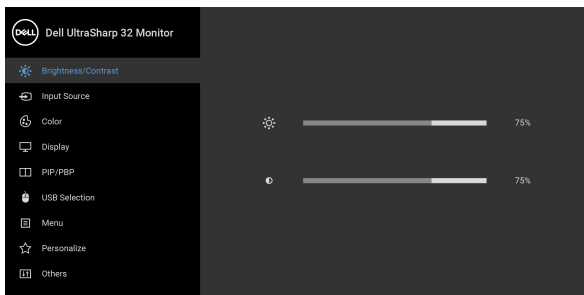 DELL Dell UltraSharp 32 Monitor
Brightness/Contrast
Input Source
Color
75%
Display
PIP/PBP
75%
USB Selection
Menu
Personalize
Others